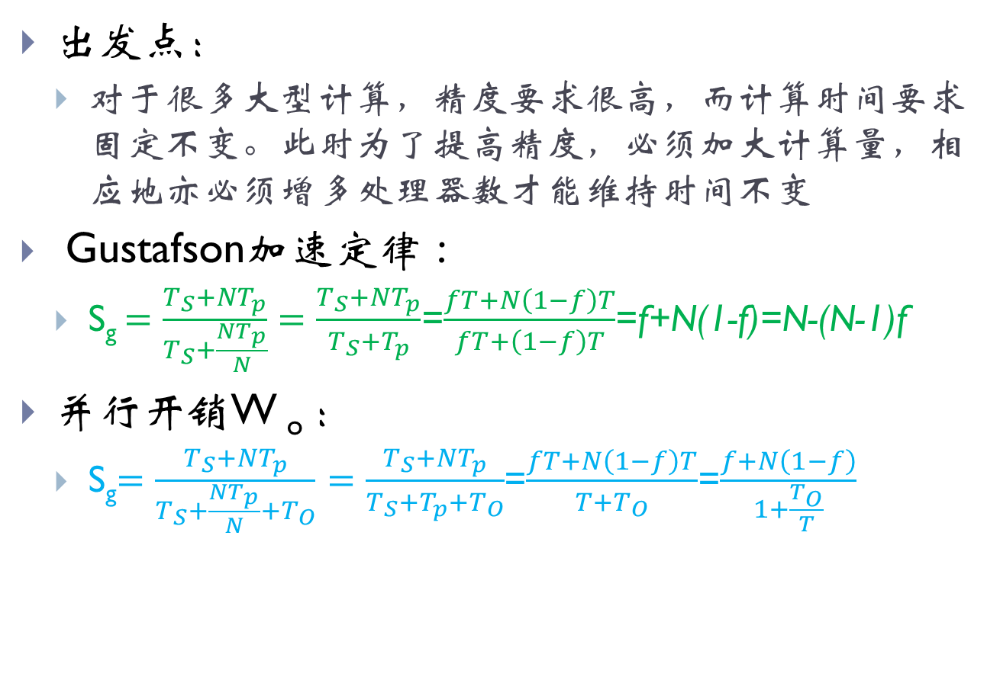 出发点:
对于很多大型计算，精度要求很高，而计算时间要求
固定不变。此时为了提高精度，必须加大计算量，相
应地亦必须增多处理器数才能维持时间不变
Gustafson加速定律：
S_g = \frac{T_S+NT_p}{T_S+\frac{NT_p}{N}} = \frac{T_S+NT_p}{T_S+T_p}=\frac{fT+N(1-f)T}{fT+(1-f)T}=f+N(1-f)=N-(N-1)f
并行开销W。:
S_g= \frac{T_S+NT_p}{T_S+\frac{NT_p}{N}+T_O} = \frac{T_S+NT_p}{T_S+T_p+T_O}=\frac{fT+N(1-f)T}{T+T_O}=\frac{f+N(1-f)}{1+\frac{T_O}{T}}